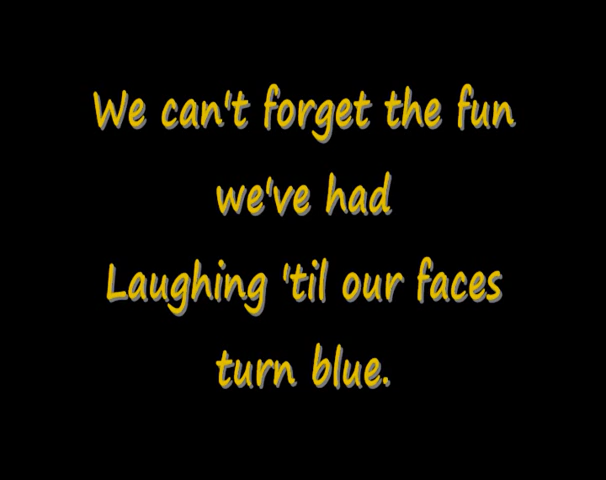 We can't forget the fun
we've had
Laughing 'til our faces
turn blue.